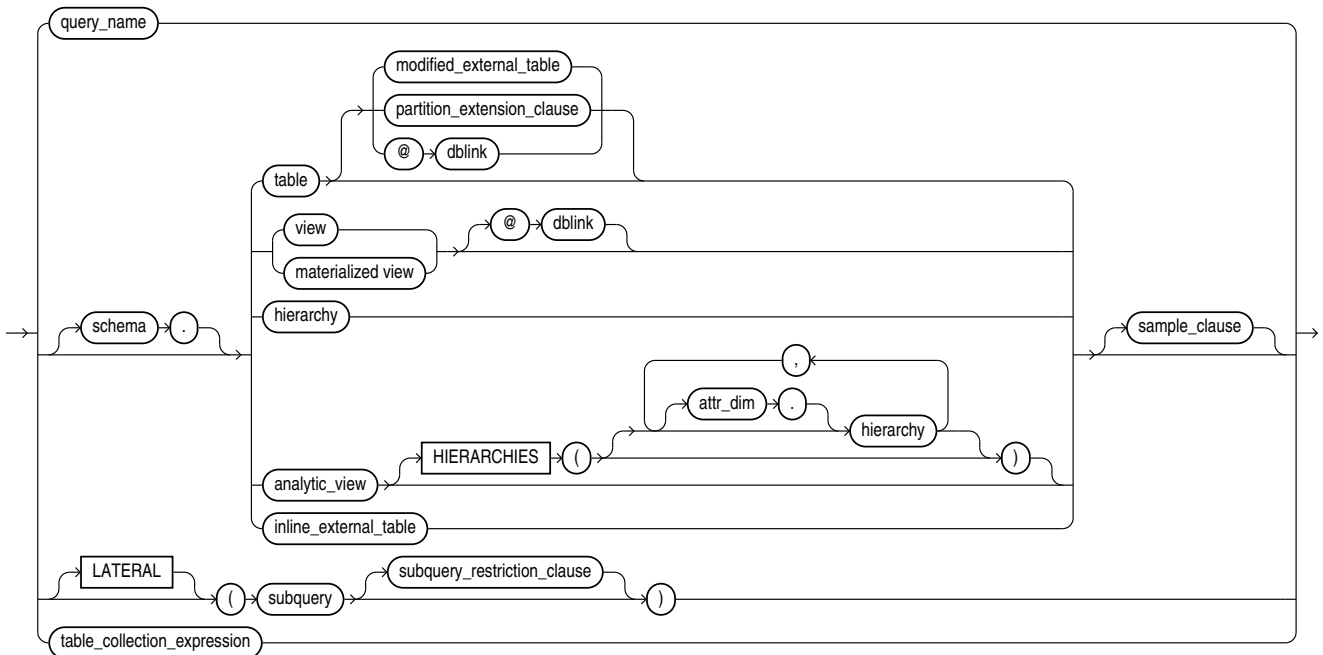 query_name
modified_external_table
partition_extension_clause
@ dblink
table
view
@ dblink
materialized view
hierarchy
schema .
sample_clause
,
attr_dim .
hierarchy
HIERARCHIES ( )
analytic_view
inline_external_table
LATERAL
subquery_restriction_clause
( subquery )
table_collection_expression